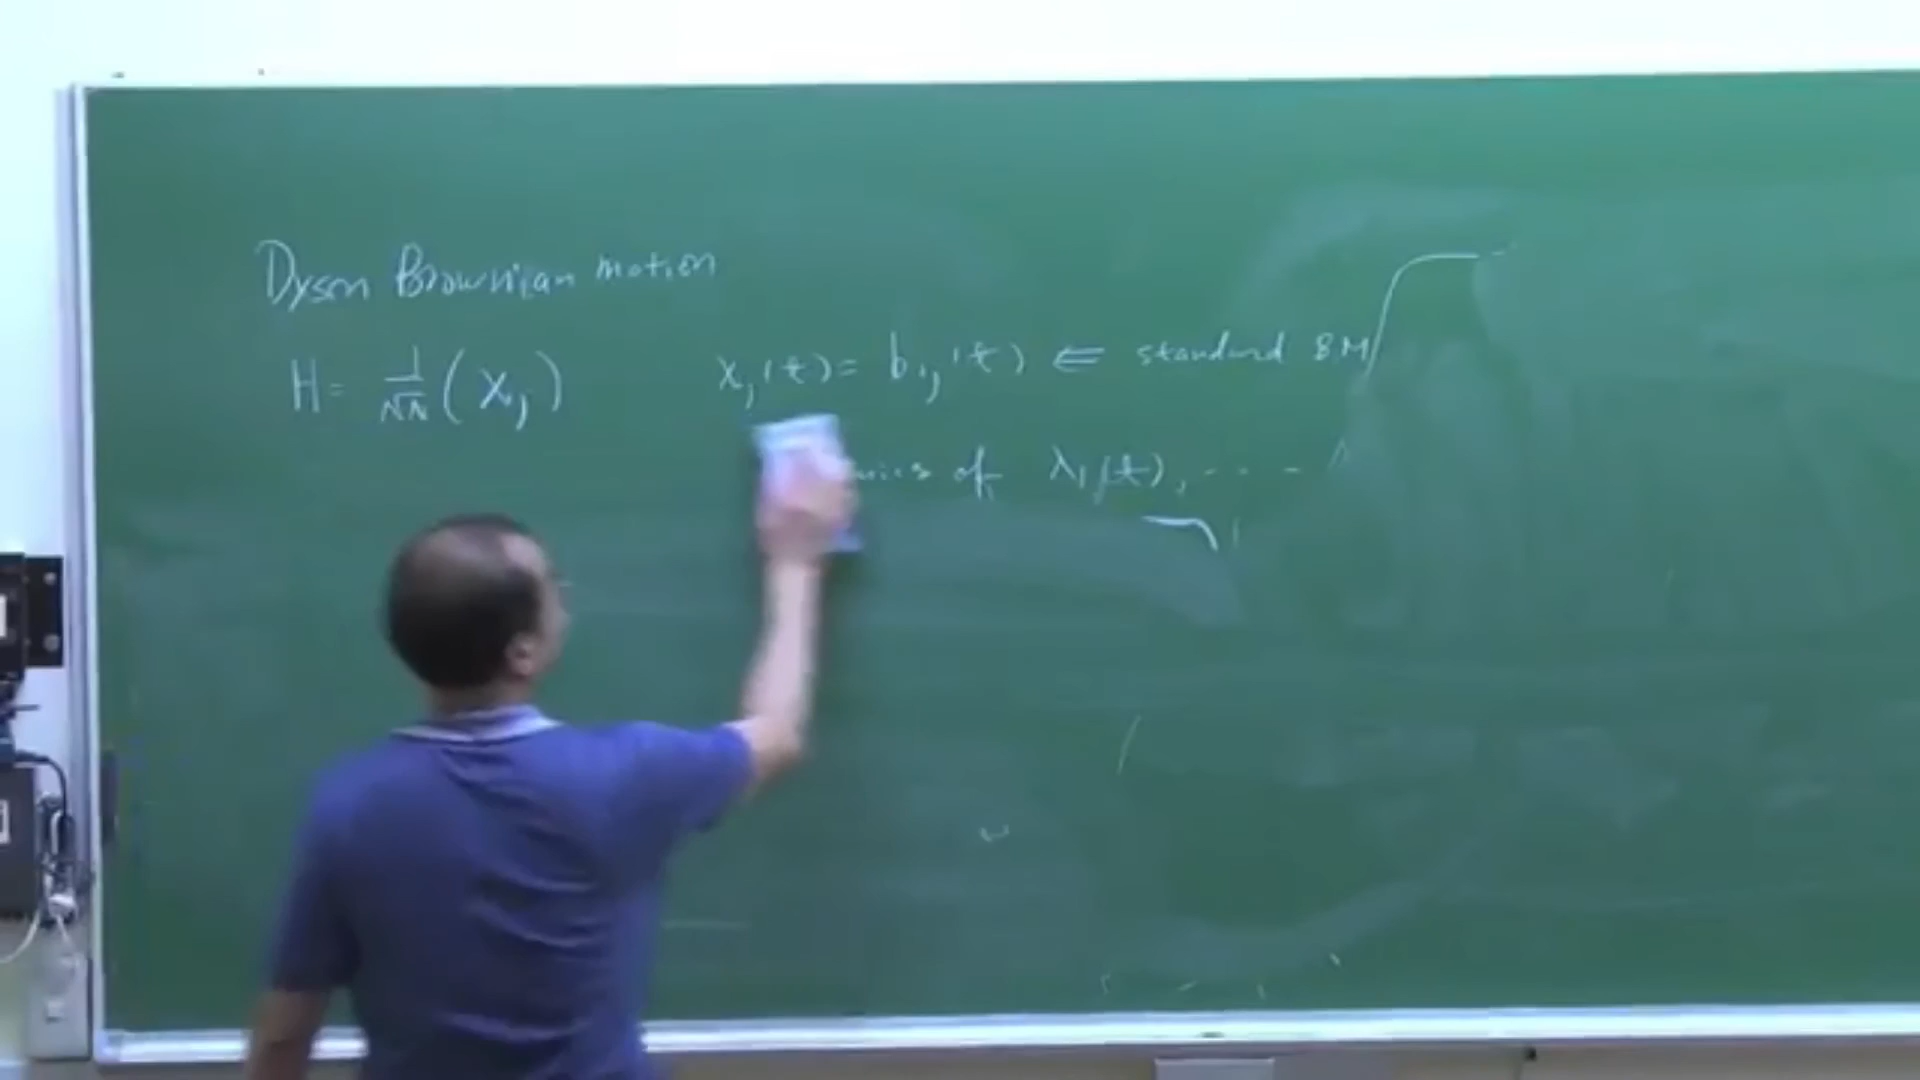 Dyson Brownian motion
H = 1/√N (X_ij)
x_ij(t) = b_ij(t) ⇐ standard BM
of λ_1(t), - - -